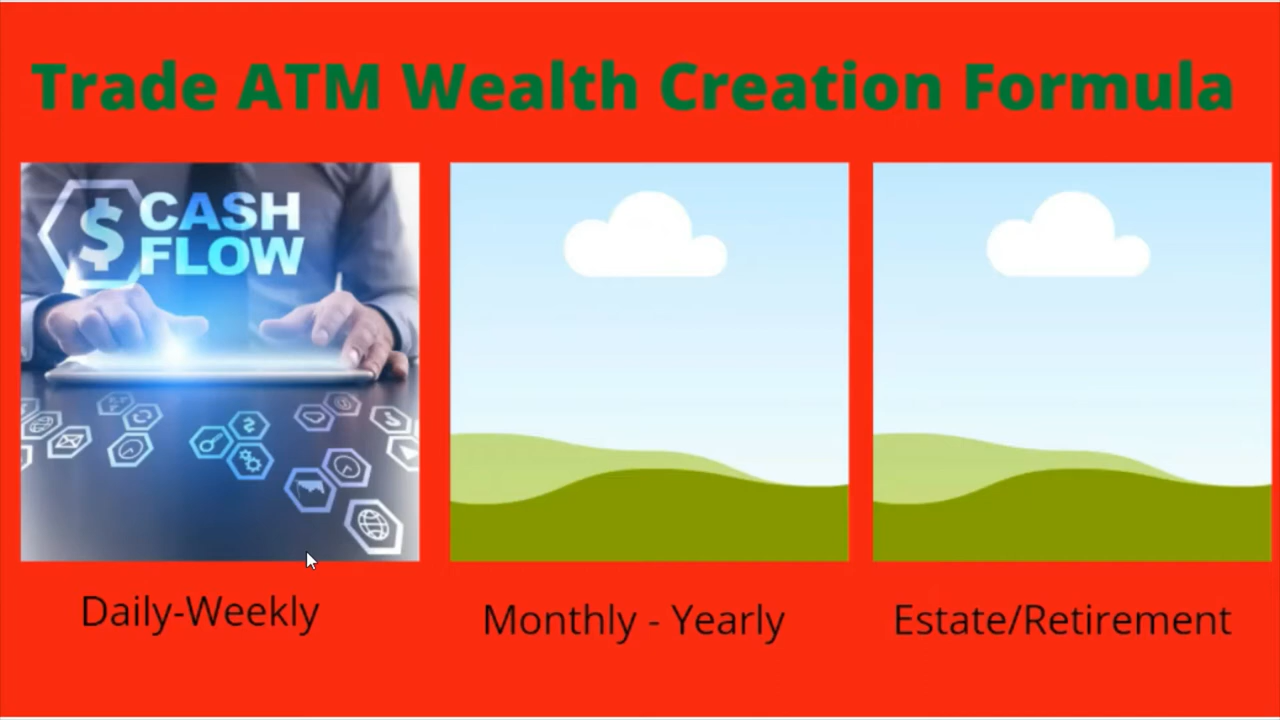 Trade ATM Wealth Creation Formula
$ CASH
FLOW
Daily-Weekly
Monthly - Yearly
Estate/Retirement